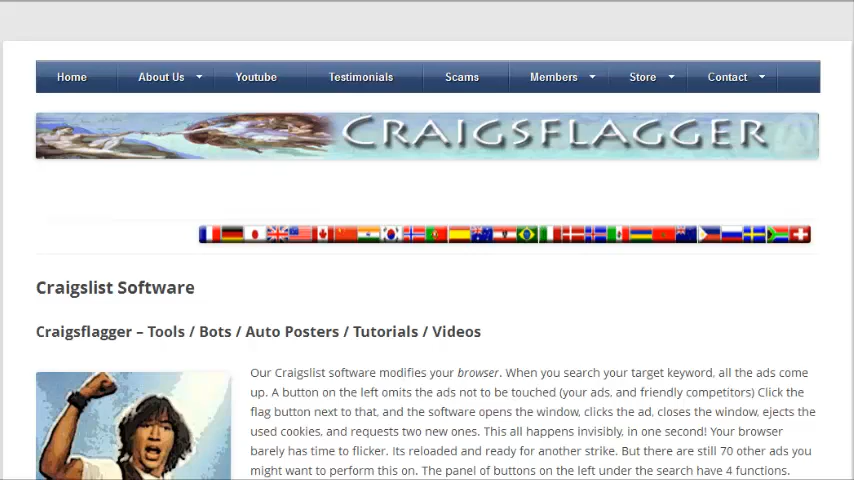 Home About Us Youtube Testimonials Scams Members Store Contact
CRAIGSFLAGGER
Craigslist Software
Craigsflagger – Tools / Bots / Auto Posters / Tutorials / Videos
Our Craigslist software modifies your browser. When you search your target keyword, all the ads come
up. A button on the left omits the ads not to be touched (your ads, and friendly competitors) Click the
flag button next to that, and the software opens the window, clicks the ad, closes the window, ejects the
used cookies, and requests two new ones. This all happens invisibly, in one second! Your browser
barely has time to flicker. Its reloaded and ready for another strike. But there are still 70 other ads you
might want to perform this on. The panel of buttons on the left under the search have 4 functions.